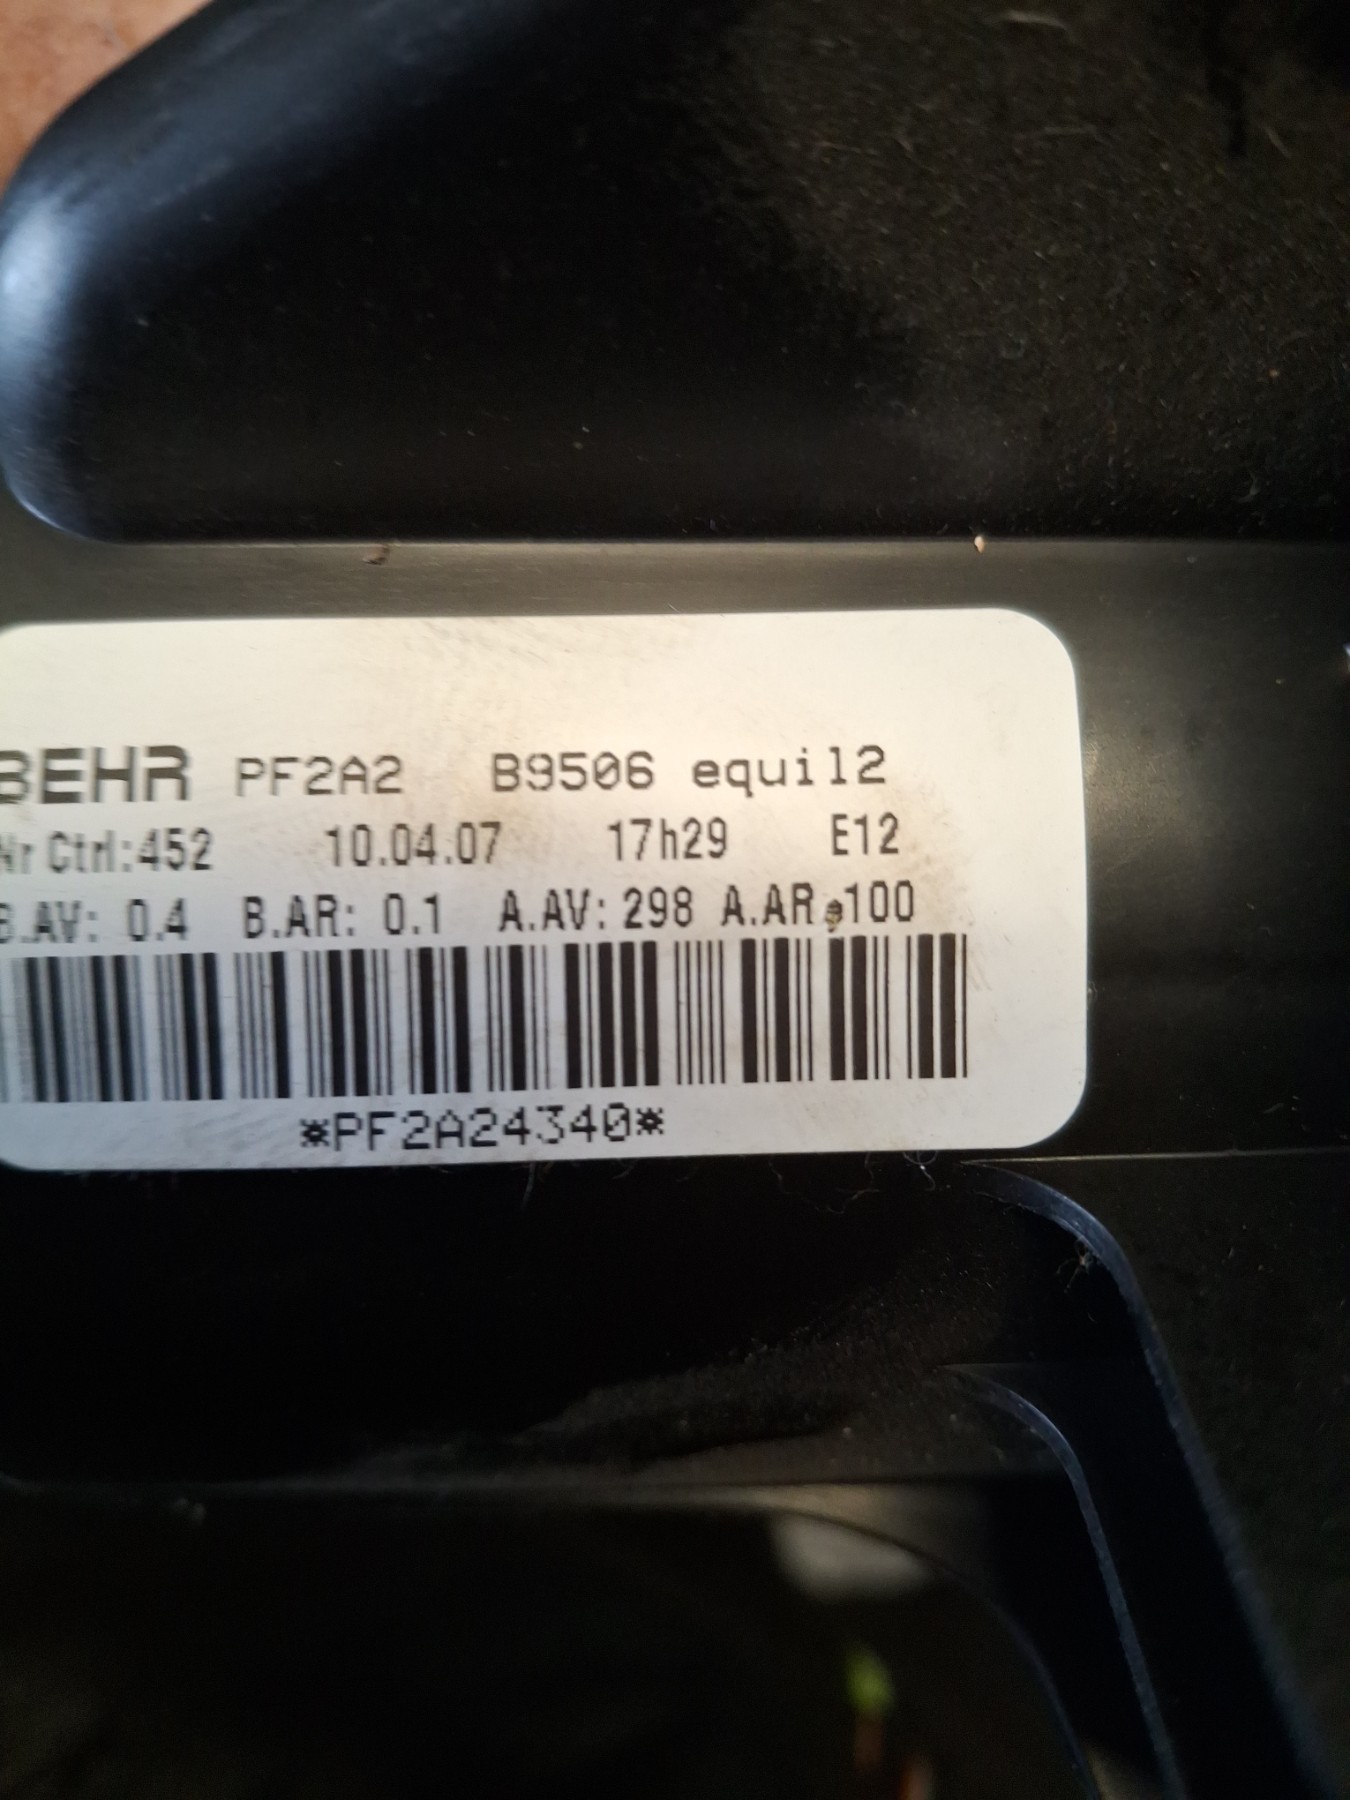 BEHR PF2A2 B9506 equil2
Nr Ctrl:452 10.04.07 17h29 E12
B.AV: 0.4 B.AR: 0.1 A.AV: 298 A.AR: 100
*PF2A24340*